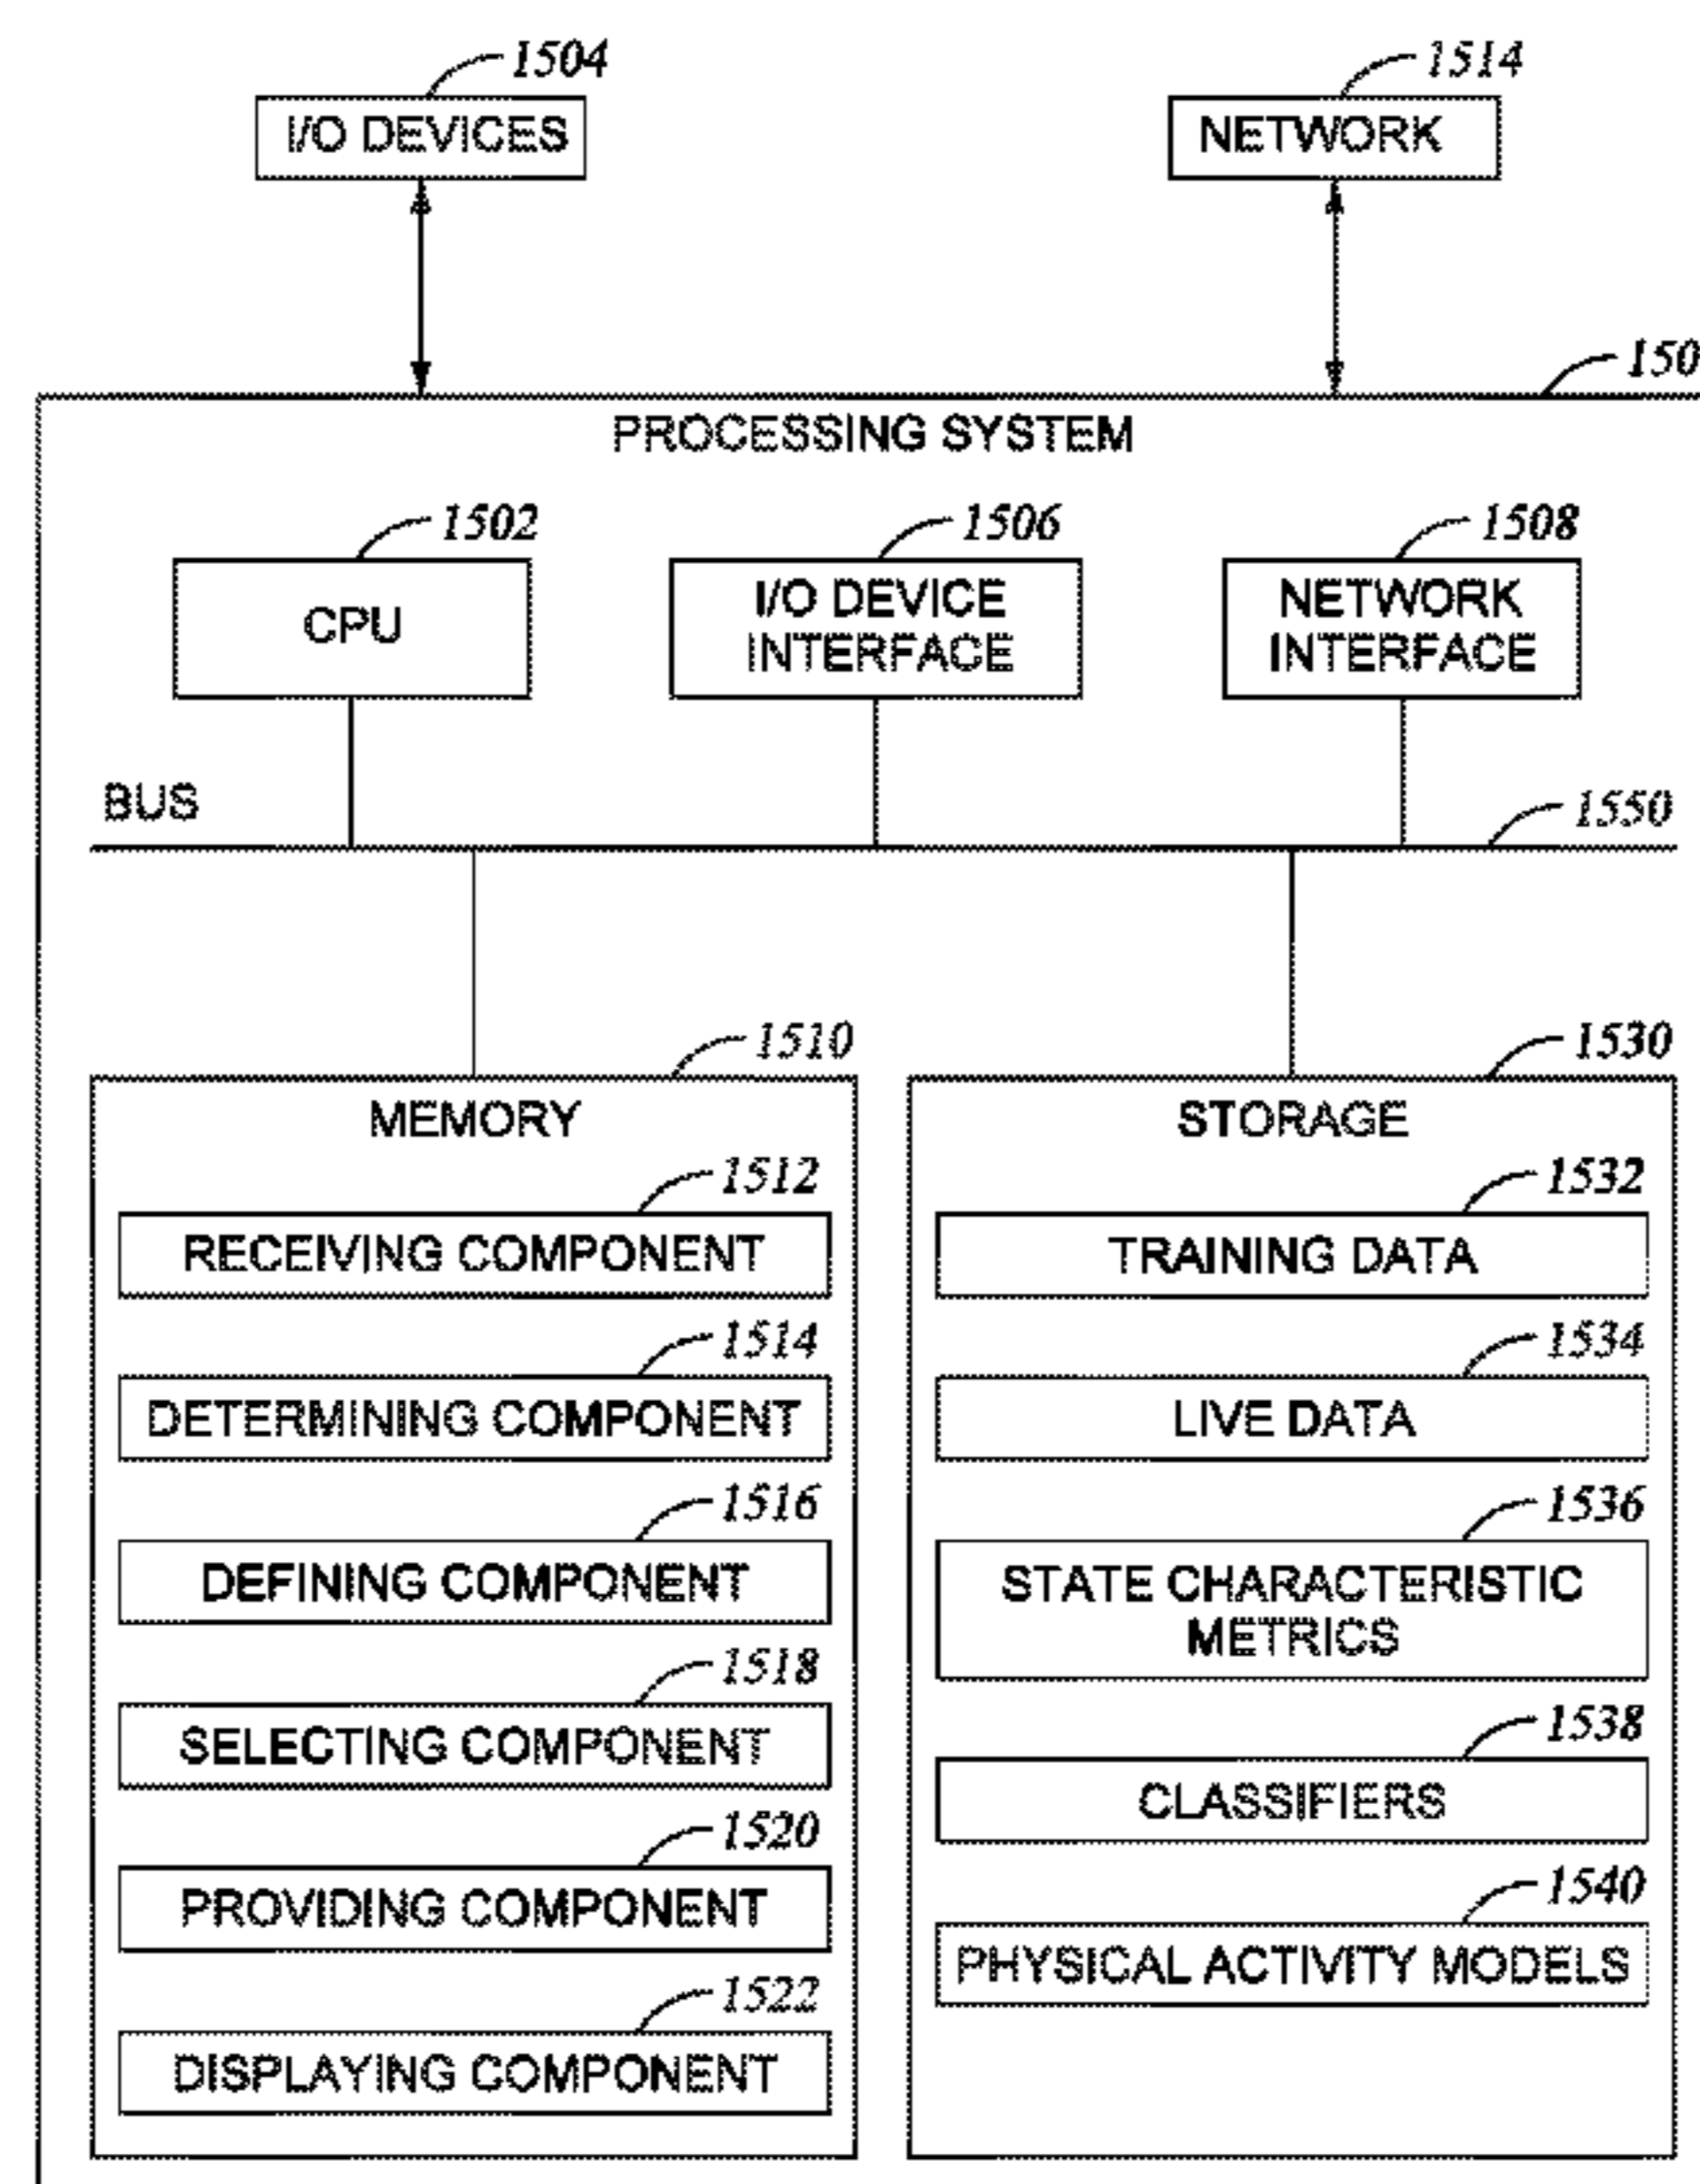 1504
1514
I/O DEVICES
NETWORK
150
PROCESSING SYSTEM
1502
1506
1508
CPU
I/O DEVICE
INTERFACE
NETWORK
INTERFACE
BUS
1550
1510
1530
MEMORY
STORAGE
1512
RECEIVING COMPONENT
1514
DETERMINING COMPONENT
1516
DEFINING COMPONENT
1518
SELECTING COMPONENT
1520
PROVIDING COMPONENT
1522
DISPLAYING COMPONENT
1532
TRAINING DATA
1534
LIVE DATA
1536
STATE CHARACTERISTIC
METRICS
1538
CLASSIFIERS
1540
PHYSICAL ACTIVITY MODELS